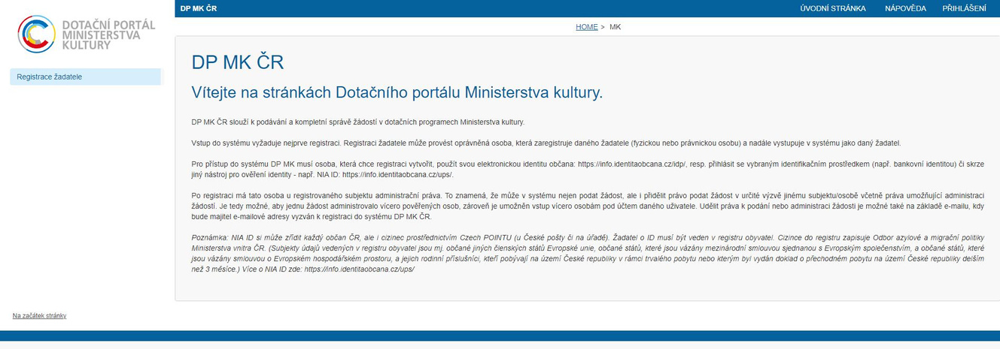 DP MK ČR
ÚVODNÍ STRÁNKA
NÁPOVĚDA
PŘIHLÁŠENÍ
DOTAČNÍ PORTÁL
MINISTERSTVA
KULTURY
HOME > MK
Registrace žadatele
DP MK ČR
Vítejte na stránkách Dotačního portálu Ministerstva kultury.
DP MK ČR slouží k podávání a kompletní správě žádostí v dotačních programech Ministerstva kultury.
Vstup do systému vyžaduje nejprve registraci. Registraci žadatele může provést oprávněná osoba, která zaregistruje daného žadatele (fyzickou nebo právnickou osobu) a nadále vystupuje v systému jako daný žadatel.
Pro přístup do systému DP MK musí osoba, která chce registraci vytvořit, použít svou elektronickou identitu občana: https://info.identitaobcana.cz/idp/, resp. přihlásit se vybraným identifikačním prostředkem (např. bankovní identitou) či skrze
jiný nástroj pro ověření identity - např. NIA ID: https://info.identitaobcana.cz/ups/.
Po registraci má tato osoba u registrovaného subjektu administrační práva. To znamená, že může v systému nejen podat žádost, ale i přidělit právo podat žádost v určité výzvě jinému subjektu/osobě včetně práva umožňující administraci
žádostí. Je tedy možné, aby jednu žádost administrovalo vícero pověřených osob, zároveň je umožněn vstup vícero osobám pod účtem daného uživatele. Udělit práva k podání nebo administraci žádosti je možné také na základě e-mailu, kdy
bude majitel e-mailové adresy vyzván k registraci do systému DP MK ČR.
Poznámka: NIA ID si může zřídit každý občan ČR, ale i cizinec prostřednictvím Czech POINTU (u České pošty či na úřadě). Žadatel o ID musí být veden v registru obyvatel. Cizince do registru zapisuje Odbor azylové a migrační politiky
Ministerstva vnitra ČR. (Subjekty údajů vedených v registru obyvatel jsou mj. občané jiných členských států Evropské unie, občané států, které jsou vázány mezinárodní smlouvou sjednanou s Evropským společenstvím, a občané států, které
jsou vázány smlouvou o Evropském hospodářském prostoru, a jejich rodinní příslušníci, kteří pobývají na území České republiky v rámci trvalého pobytu nebo kterým byl vydán doklad o přechodném pobytu na území České republiky delším
než 3 měsíce.) Více o NIA ID zde: https://info.identitaobcana.cz/ups/
Na začátek stránky